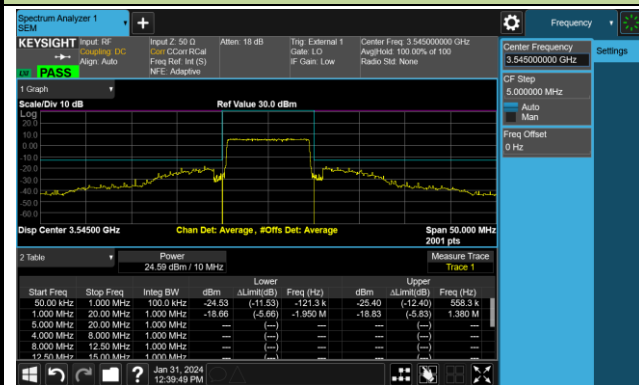 Spectrum Analyzer 1
SEM
Frequency
KEYSIGHT
Input: RF
Coupling: DC
Align: Auto
Input Z: 50 Ω
Corr CCorr RCal
Freq Ref: Int (S)
NFE: Adaptive
Atten: 18 dB
Trig: External 1
Gate: LO
IF Gain: Low
Center Freq: 3.545000000 GHz
Avg|Hold: 100.00% of 100
Radio Std: None
PASS
Center Frequency
3.545000000 GHz
Settings
CF Step
5.000000 MHz
Auto
Man
Freq Offset
0 Hz
1 Graph
Scale/Div 10 dB
Ref Value 30.0 dBm
Log
20.0
10.0
0.00
-10.0
-20.0
-30.0
-40.0
-50.0
-60.0
Disp Center 3.54500 GHz
Chan Det: Average, #Offs Det: Average
Span 50.000 MHz
2001 pts
2 Table
Power
24.59 dBm / 10 MHz
Measure Trace
Trace 1
Lower Upper
Start Freq Stop Freq Integ BW dBm ΔLimit(dB) Freq (Hz) dBm ΔLimit(dB) Freq (Hz)
50.00 kHz 1.000 MHz 100.0 kHz -24.53 (-11.53) -121.3 k -25.40 (-12.40) 558.3 k
1.000 MHz 20.00 MHz 1.000 MHz -18.66 (-5.66) -1.950 M -18.83 (-5.83) 1.380 M
5.000 MHz 20.00 MHz 1.000 MHz --- (---) --- --- (---) ---
4.000 MHz 8.000 MHz 1.000 MHz --- (---) --- --- (---) ---
8.000 MHz 12.50 MHz 1.000 MHz --- (---) --- --- (---) ---
12.50 MHz 15.00 MHz 1.000 MHz --- (---) --- --- (---) ---
Jan 31, 2024
12:39:49 PM